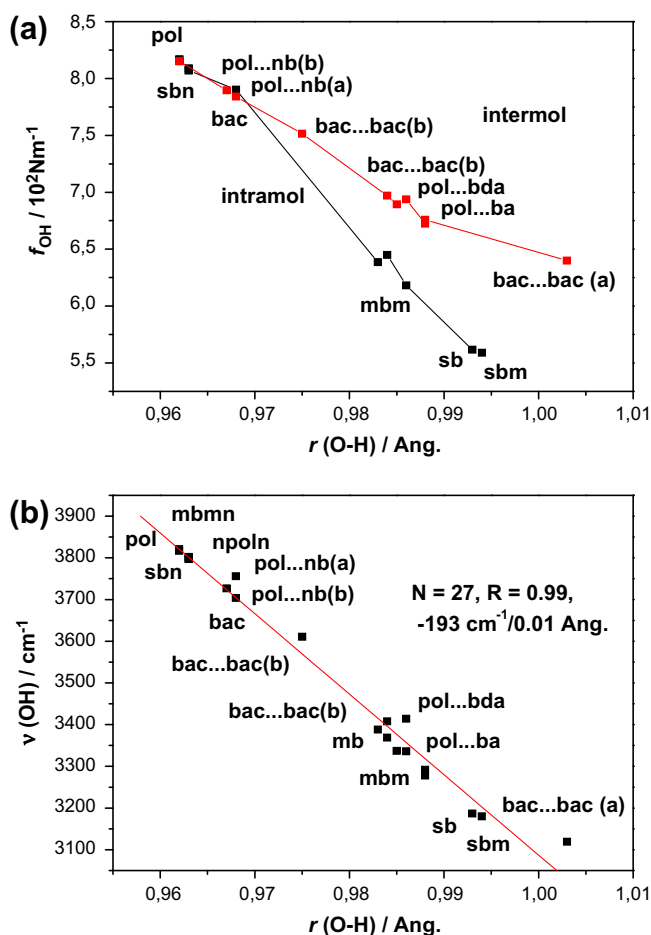 (a)
8,5
8,0
7,5
7,0
6,5
6,0
5,5
f_OH / 10²Nm⁻¹
pol
pol...nb(b)
sbn
pol...nb(a)
bac
bac...bac(b)
intermol
bac...bac(b)
intramol
pol...bda
pol...ba
bac...bac (a)
mbm
sb
sbm
0,96 0,97 0,98 0,99 1,00 1,01
r (O-H) / Ang.
(b)
3900
3800
3700
3600
3500
3400
3300
3200
3100
ν (OH) / cm⁻¹
mbmn
pol
npoln
sbn
pol...nb(a)
pol...nb(b)
N = 27, R = 0.99,
-193 cm⁻¹/0.01 Ang.
bac
bac...bac(b)
pol...bda
bac...bac(b)
mb
pol...ba
mbm
bac...bac (a)
sb
sbm
0,96 0,97 0,98 0,99 1,00 1,01
r (O-H) / Ang.